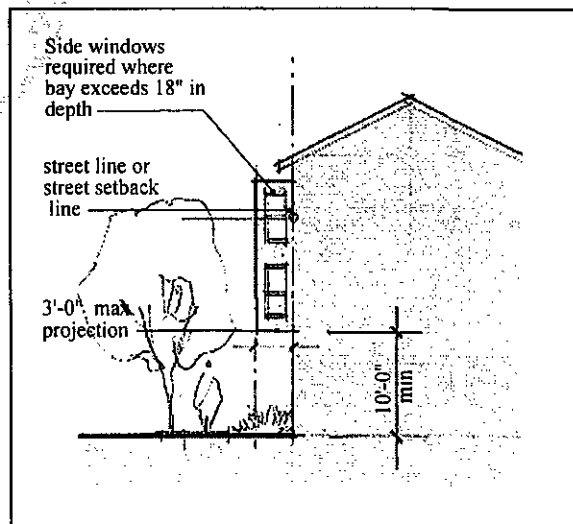 Side windows
required where
bay exceeds 18" in
depth
street line or
street setback
line
3'-0" max
projection
10'-0"
min